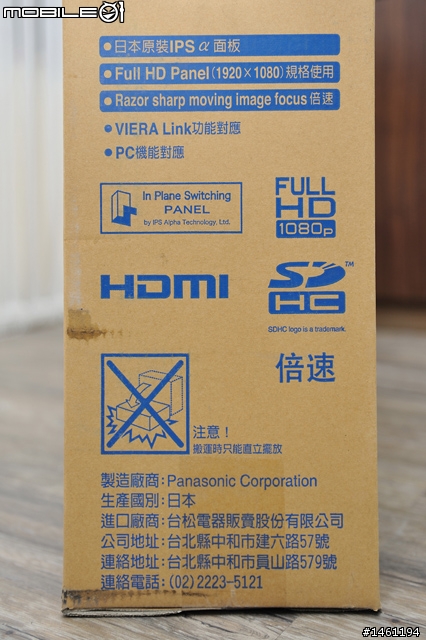 MOBILE01
日本原裝IPS α 面板
Full HD Panel(1920×1080)規格使用
Razor sharp moving image focus 倍速
VIERA Link功能對應
PC機能對應
In Plane Switching
PANEL
by IPS Alpha Technology, Ltd.
FULL
HD
1080p
HDMI
SD™
HC
SDHC logo is a trademark.
倍速
注意！
搬運時只能直立擺放
製造廠商:Panasonic Corporation
生產國別:日本
進口廠商:台松電器販賣股份有限公司
公司地址:台北縣中和市建六路57號
連絡地址:台北縣中和市員山路579號
連絡電話:(02)2223-5121
#1461194